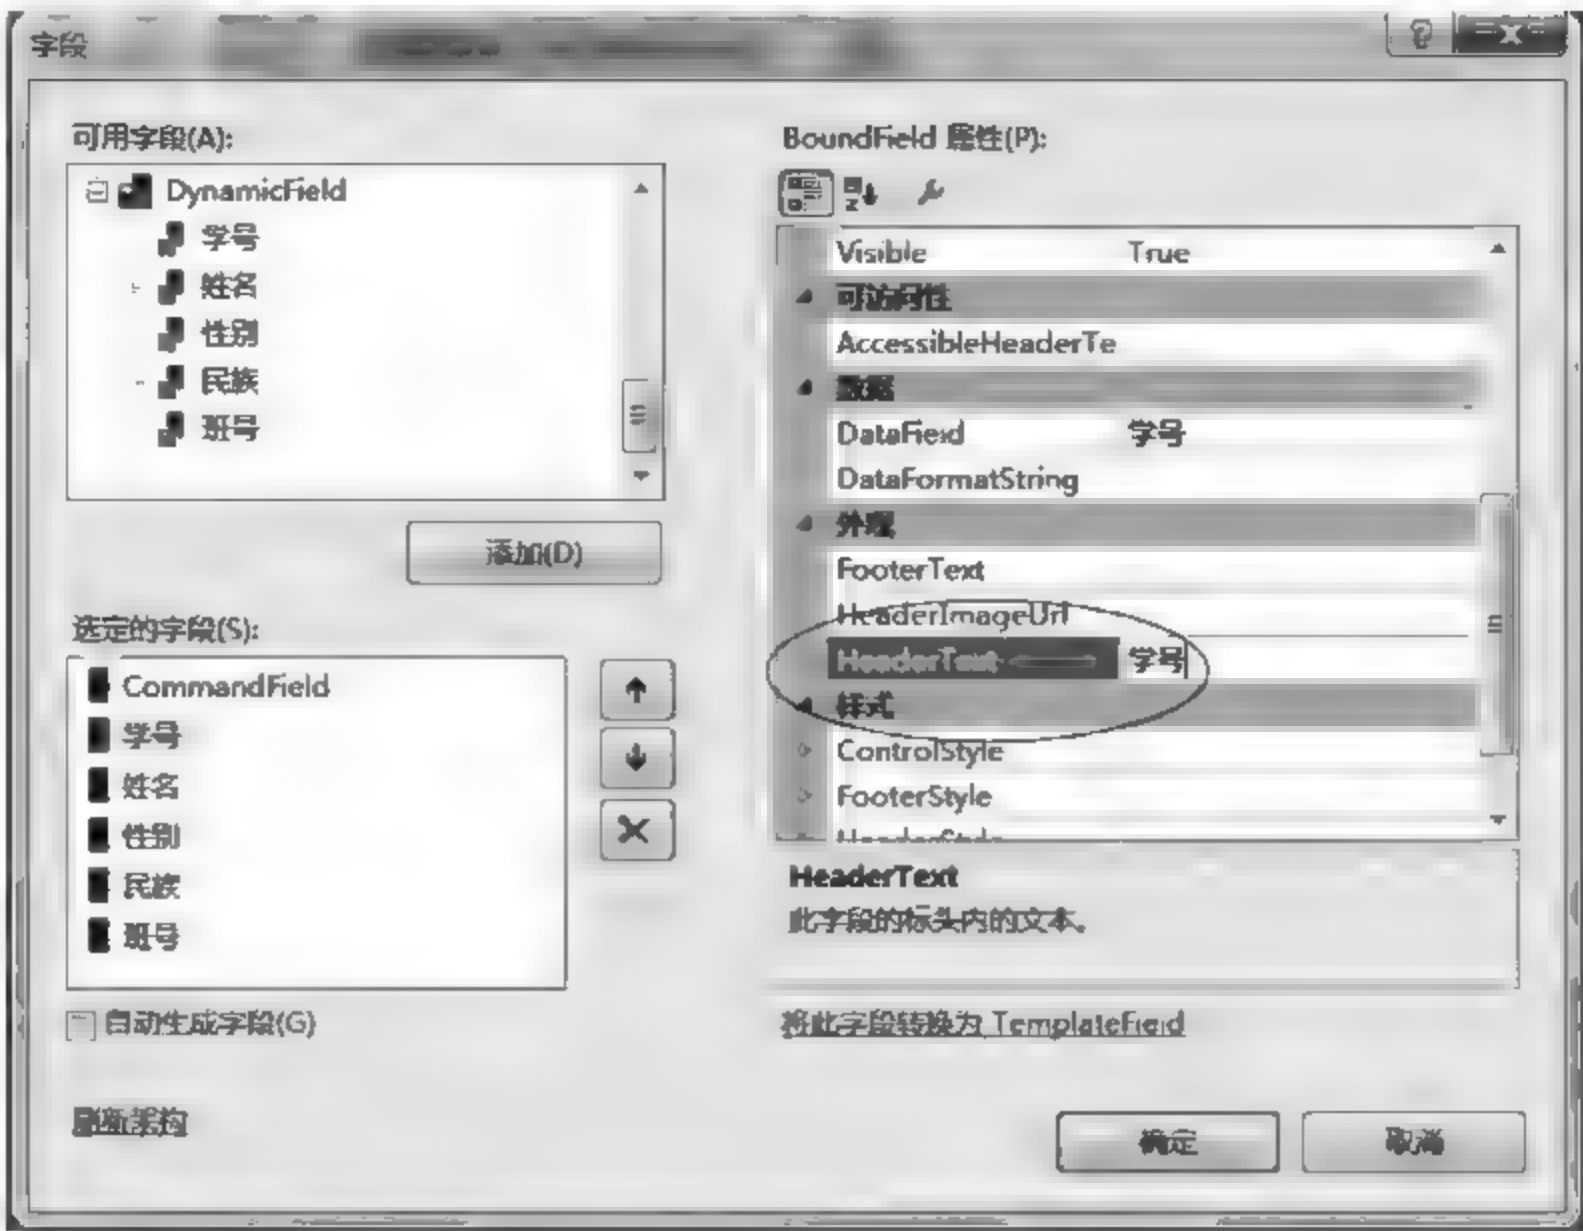 字段
可用字段(A):
DynamicField
学号
姓名
性别
民族
班号
添加(D)
选定的字段(S):
CommandField
学号
姓名
性别
民族
班号
自动生成字段(G)
刷新架构
BoundField 属性(P):
Visible True
可访问性
AccessibleHeaderTe
数据
DataField 学号
DataFormatString
外观
FooterText
HeaderImageUrl
HeaderText 学号
样式
ControlStyle
FooterStyle
HeaderStyle
HeaderText
此字段的标头内的文本。
将此字段转换为 TemplateField
确定
取消